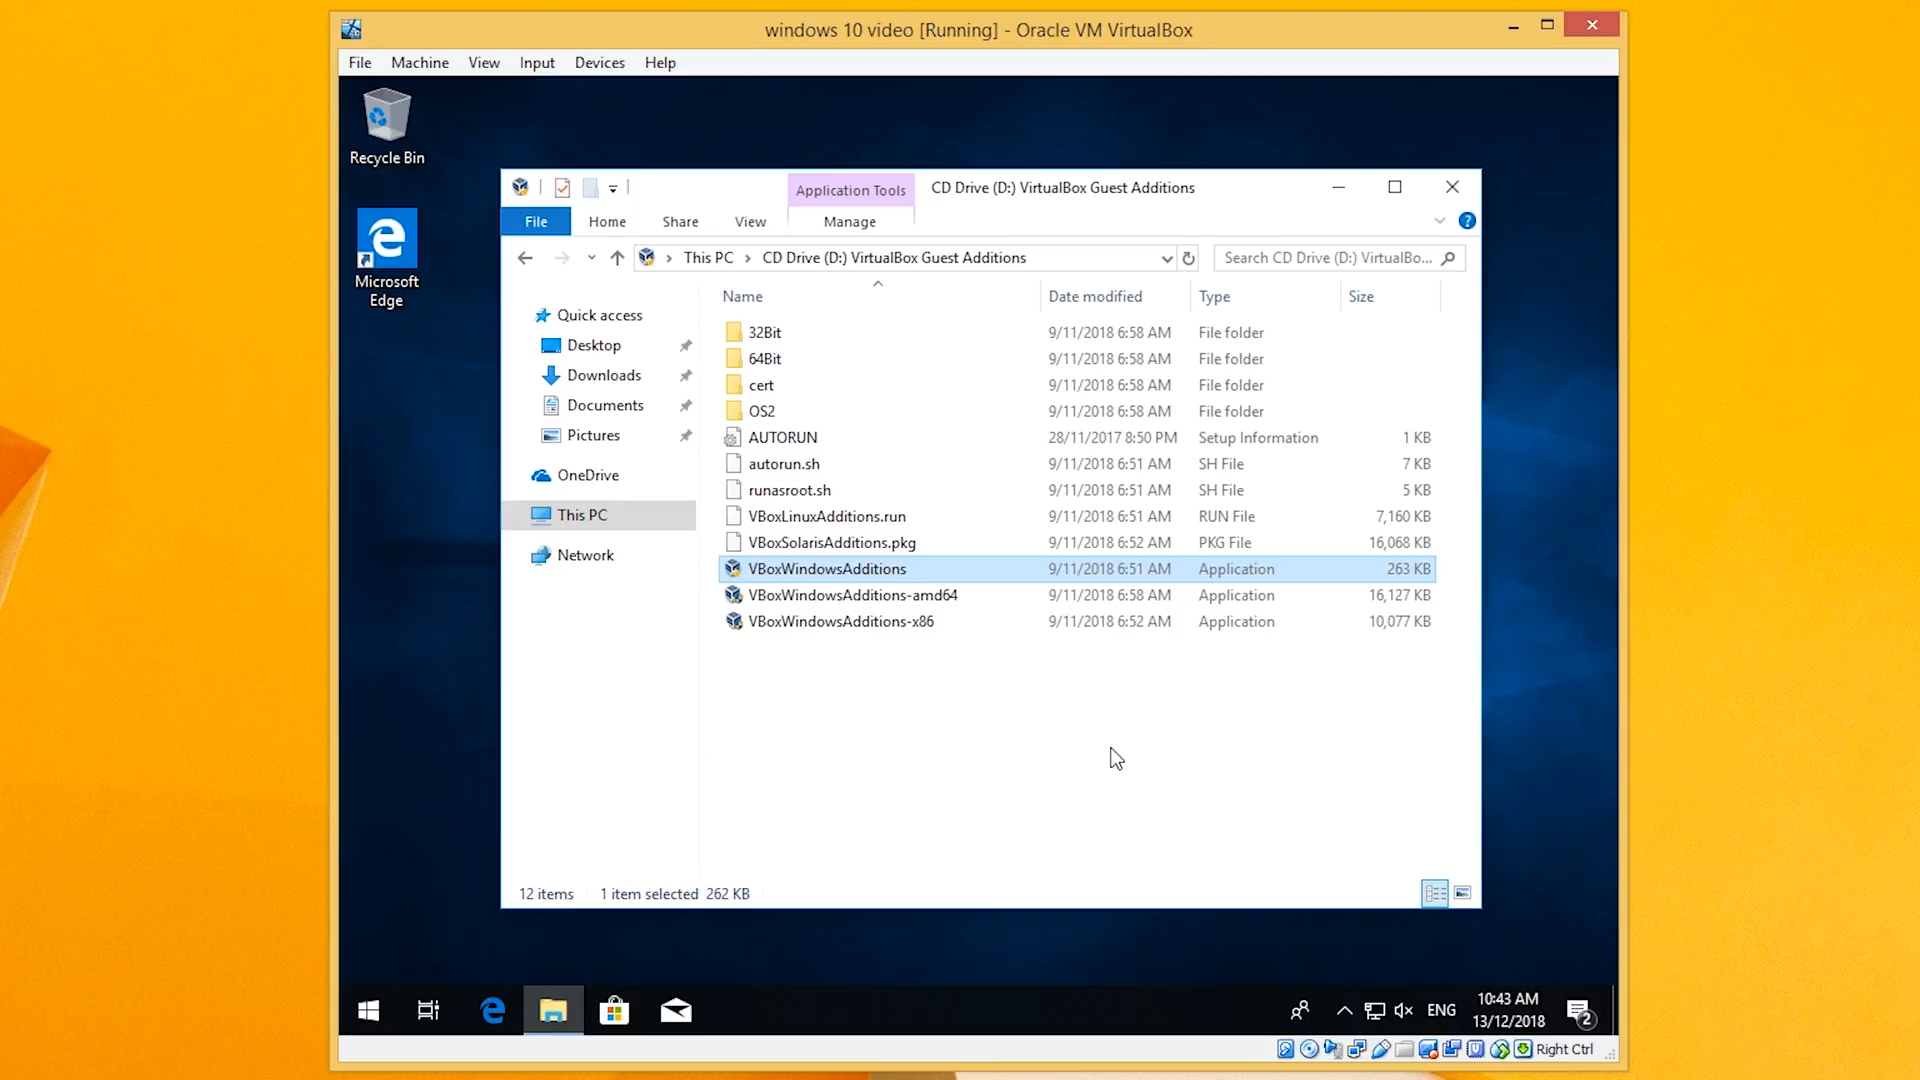 windows 10 video [Running] - Oracle VM VirtualBox
File Machine View Input Devices Help
Recycle Bin
Microsoft
Edge
Application Tools CD Drive (D:) VirtualBox Guest Additions
File Home Share View Manage
This PC CD Drive (D:) VirtualBox Guest Additions Search CD Drive (D:) VirtualBo...
Quick access
Desktop
Downloads
Documents
Pictures
OneDrive
This PC
Network
Name Date modified Type Size
32Bit 9/11/2018 6:58 AM File folder
64Bit 9/11/2018 6:58 AM File folder
cert 9/11/2018 6:58 AM File folder
OS2 9/11/2018 6:58 AM File folder
AUTORUN 28/11/2017 8:50 PM Setup Information 1 KB
autorun.sh 9/11/2018 6:51 AM SH File 7 KB
runasroot.sh 9/11/2018 6:51 AM SH File 5 KB
VBoxLinuxAdditions.run 9/11/2018 6:51 AM RUN File 7,160 KB
VBoxSolarisAdditions.pkg 9/11/2018 6:52 AM PKG File 16,068 KB
VBoxWindowsAdditions 9/11/2018 6:51 AM Application 263 KB
VBoxWindowsAdditions-amd64 9/11/2018 6:58 AM Application 16,127 KB
VBoxWindowsAdditions-x86 9/11/2018 6:52 AM Application 10,077 KB
12 items 1 item selected 262 KB
ENG
10:43 AM
13/12/2018
2
Right Ctrl